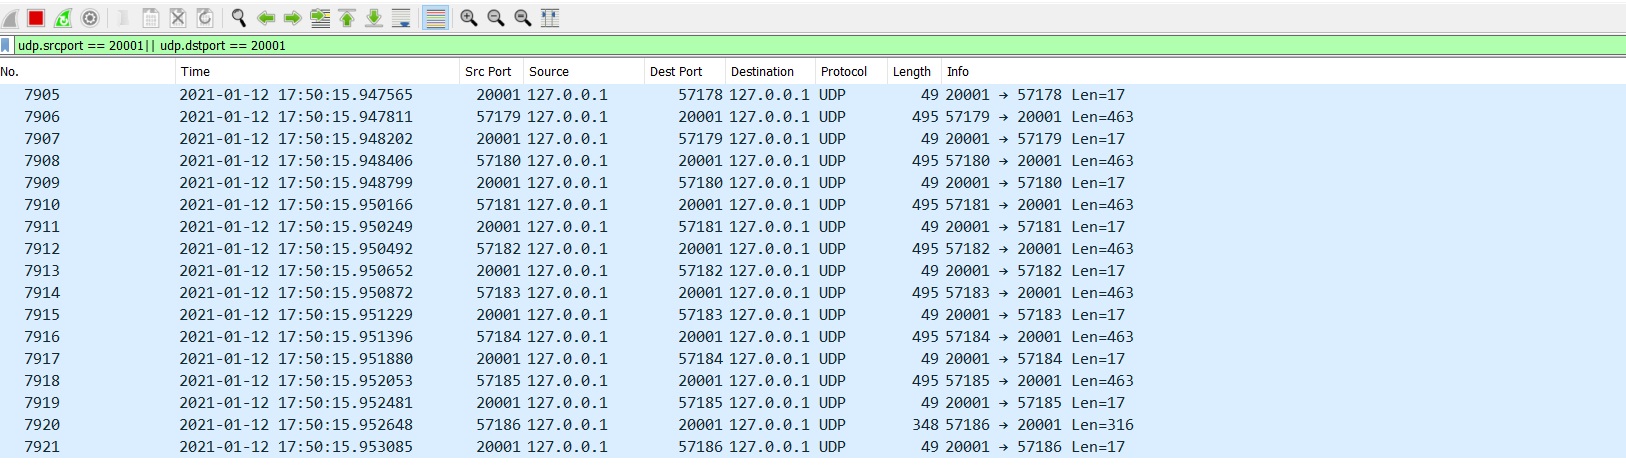 udp.srcport == 20001|| udp.dstport == 20001
No. Time Src Port Source Dest Port Destination Protocol Length Info
7905 2021-01-12 17:50:15.947565 20001 127.0.0.1 57178 127.0.0.1 UDP 49 20001 → 57178 Len=17
7906 2021-01-12 17:50:15.947811 57179 127.0.0.1 20001 127.0.0.1 UDP 495 57179 → 20001 Len=463
7907 2021-01-12 17:50:15.948202 20001 127.0.0.1 57179 127.0.0.1 UDP 49 20001 → 57179 Len=17
7908 2021-01-12 17:50:15.948406 57180 127.0.0.1 20001 127.0.0.1 UDP 495 57180 → 20001 Len=463
7909 2021-01-12 17:50:15.948799 20001 127.0.0.1 57180 127.0.0.1 UDP 49 20001 → 57180 Len=17
7910 2021-01-12 17:50:15.950166 57181 127.0.0.1 20001 127.0.0.1 UDP 495 57181 → 20001 Len=463
7911 2021-01-12 17:50:15.950249 20001 127.0.0.1 57181 127.0.0.1 UDP 49 20001 → 57181 Len=17
7912 2021-01-12 17:50:15.950492 57182 127.0.0.1 20001 127.0.0.1 UDP 495 57182 → 20001 Len=463
7913 2021-01-12 17:50:15.950652 20001 127.0.0.1 57182 127.0.0.1 UDP 49 20001 → 57182 Len=17
7914 2021-01-12 17:50:15.950872 57183 127.0.0.1 20001 127.0.0.1 UDP 495 57183 → 20001 Len=463
7915 2021-01-12 17:50:15.951229 20001 127.0.0.1 57183 127.0.0.1 UDP 49 20001 → 57183 Len=17
7916 2021-01-12 17:50:15.951396 57184 127.0.0.1 20001 127.0.0.1 UDP 495 57184 → 20001 Len=463
7917 2021-01-12 17:50:15.951880 20001 127.0.0.1 57184 127.0.0.1 UDP 49 20001 → 57184 Len=17
7918 2021-01-12 17:50:15.952053 57185 127.0.0.1 20001 127.0.0.1 UDP 495 57185 → 20001 Len=463
7919 2021-01-12 17:50:15.952481 20001 127.0.0.1 57185 127.0.0.1 UDP 49 20001 → 57185 Len=17
7920 2021-01-12 17:50:15.952648 57186 127.0.0.1 20001 127.0.0.1 UDP 348 57186 → 20001 Len=316
7921 2021-01-12 17:50:15.953085 20001 127.0.0.1 57186 127.0.0.1 UDP 49 20001 → 57186 Len=17